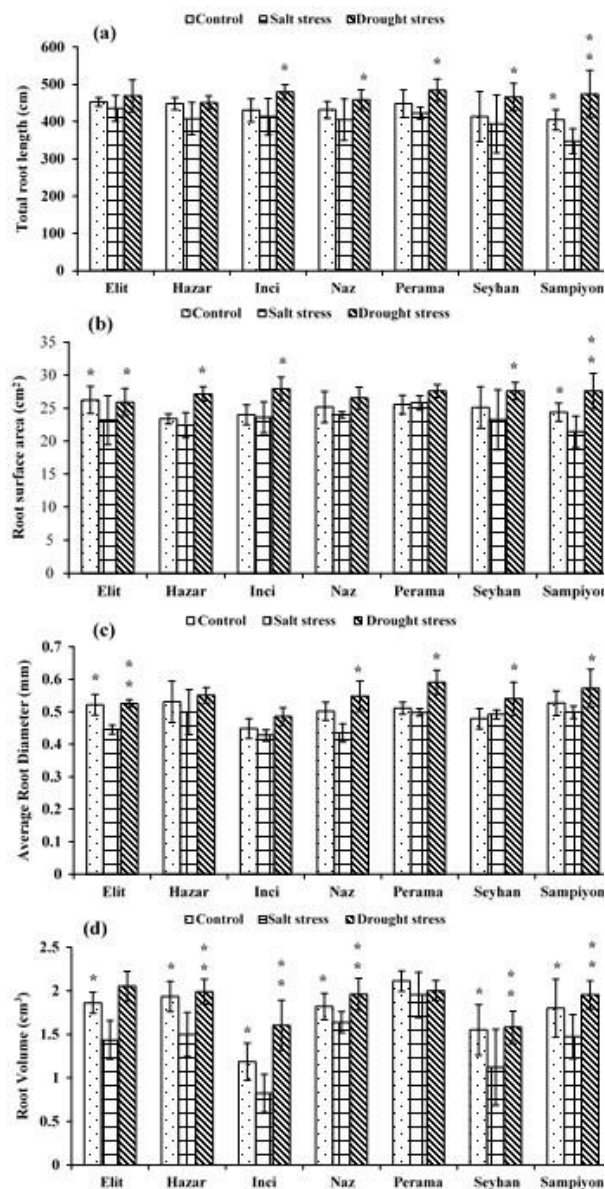 (a)
Control Salt stress Drought stress
Total root length (cm)
600
500
400
300
200
100
0
* * * * * * *
Elit Hazar Inci Naz Perama Seyhan Sampiyon
(b)
Control Salt stress Drought stress
Root surface area (cm²)
35
30
25
20
15
10
5
0
* * * * * * * *
Elit Hazar Inci Naz Perama Seyhan Sampiyon
(c)
Control Salt stress Drought stress
Average Root Diameter (mm)
0.7
0.6
0.5
0.4
0.3
0.2
0.1
0
* * * * * * *
Elit Hazar Inci Naz Perama Seyhan Sampiyon
(d)
Control Salt stress Drought stress
Root Volume (cm³)
2.5
2
1.5
1
0.5
0
* * * * * * * * * * * * * * * *
Elit Hazar Inci Naz Perama Seyhan Sampiyon